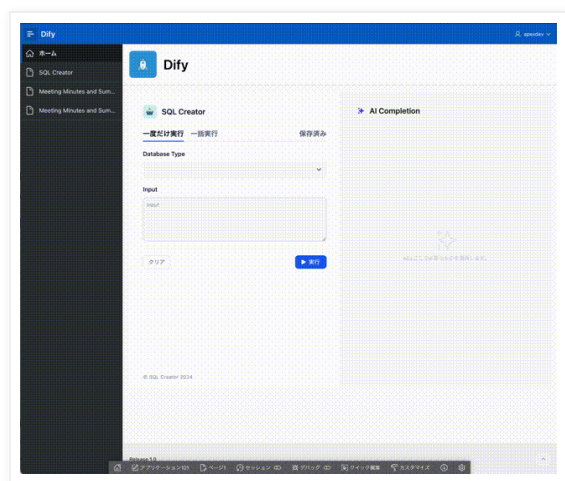 Dify
apexdev
ホーム
SQL Creator
Meeting Minutes and Sum...
Meeting Minutes and Sum...
Dify
SQL Creator
一度だけ実行
一括実行
保存済み
Database Type
Input
Input
クリア
実行
© SQL Creator 2024
AI Completion
Release 1.0
アプリケーション121
ページ1
セッション
デバッグ
クイック編集
カスタマイズ